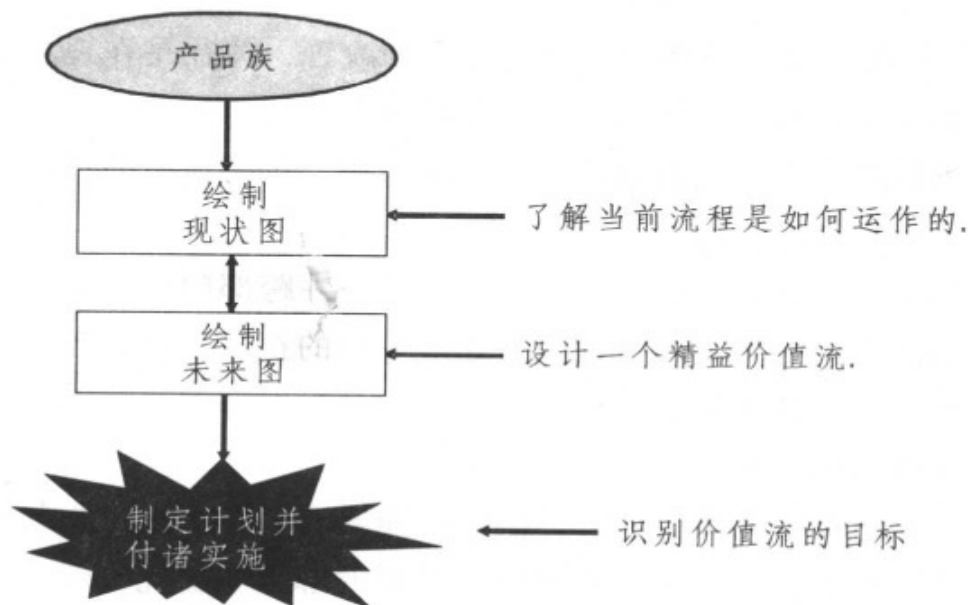 产品族
绘制
现状图
了解当前流程是如何运作的.
绘制
未来图
设计一个精益价值流.
制定计划并
付诸实施
识别价值流的目标